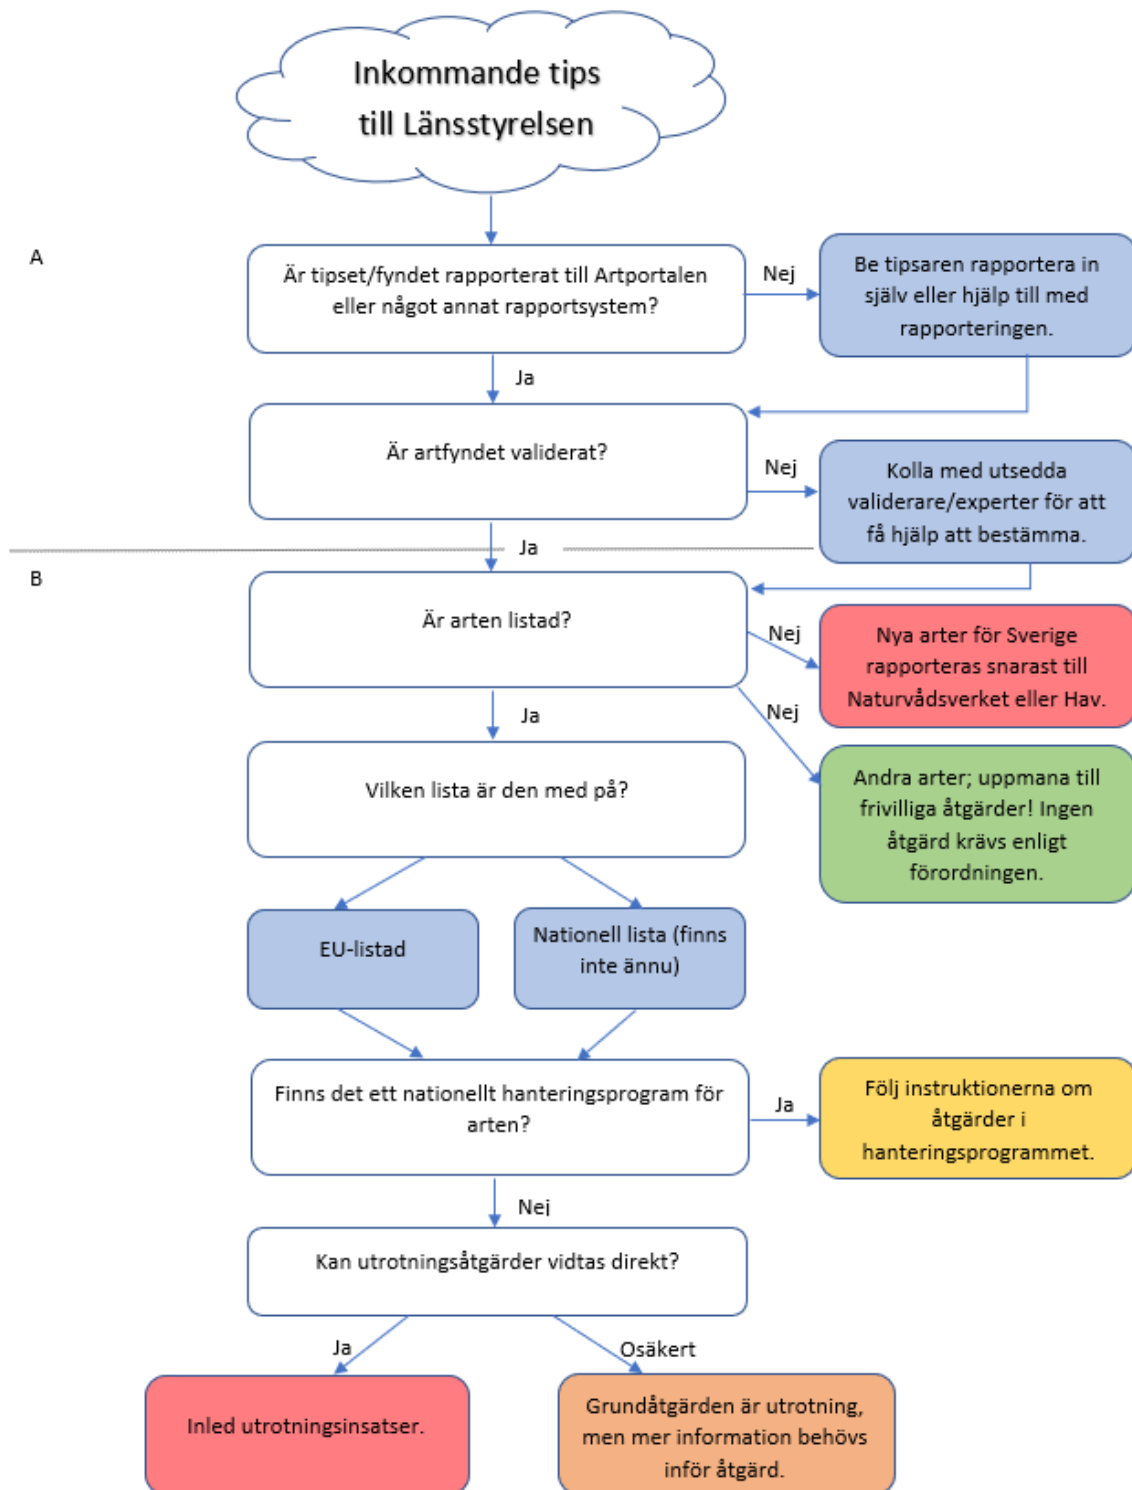 Inkommande tips
till Länsstyrelsen
A
Är tipset/fyndet rapporterat till Artportalen
eller något annat rapportsystem?
Nej
Be tipsaren rapportera in
själv eller hjälp till med
rapporteringen.
Ja
Är artfyndet validerat?
Nej
Kolla med utsedda
validerare/experter för att
få hjälp att bestämma.
Ja
B
Är arten listad?
Nej
Nya arter för Sverige
rapporteras snarast till
Naturvådsverket eller Hav.
Nej
Andra arter; uppmana till
frivilliga åtgärder! Ingen
åtgärd krävs enligt
förordningen.
Ja
Vilken lista är den med på?
EU-listad
Nationell lista (finns
inte ännu)
Finns det ett nationellt hanteringsprogram för
arten?
Ja
Följ instruktionerna om
åtgärder i
hanteringsprogrammet.
Nej
Kan utrotningsåtgärder vidtas direkt?
Ja
Osäkert
Inled utrotningsinsatser.
Grundåtgärden är utrotning,
men mer information behövs
inför åtgärd.